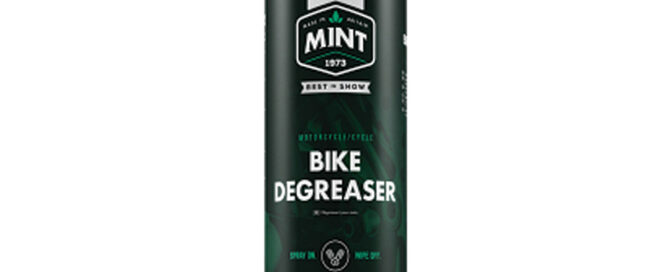 MADE IN BRITAIN
MINT
1973
BEST IN SHOW
MOTORCYCLE/CYCLE
BIKE
DEGREASER
SPRAY ON. WIPE OFF.